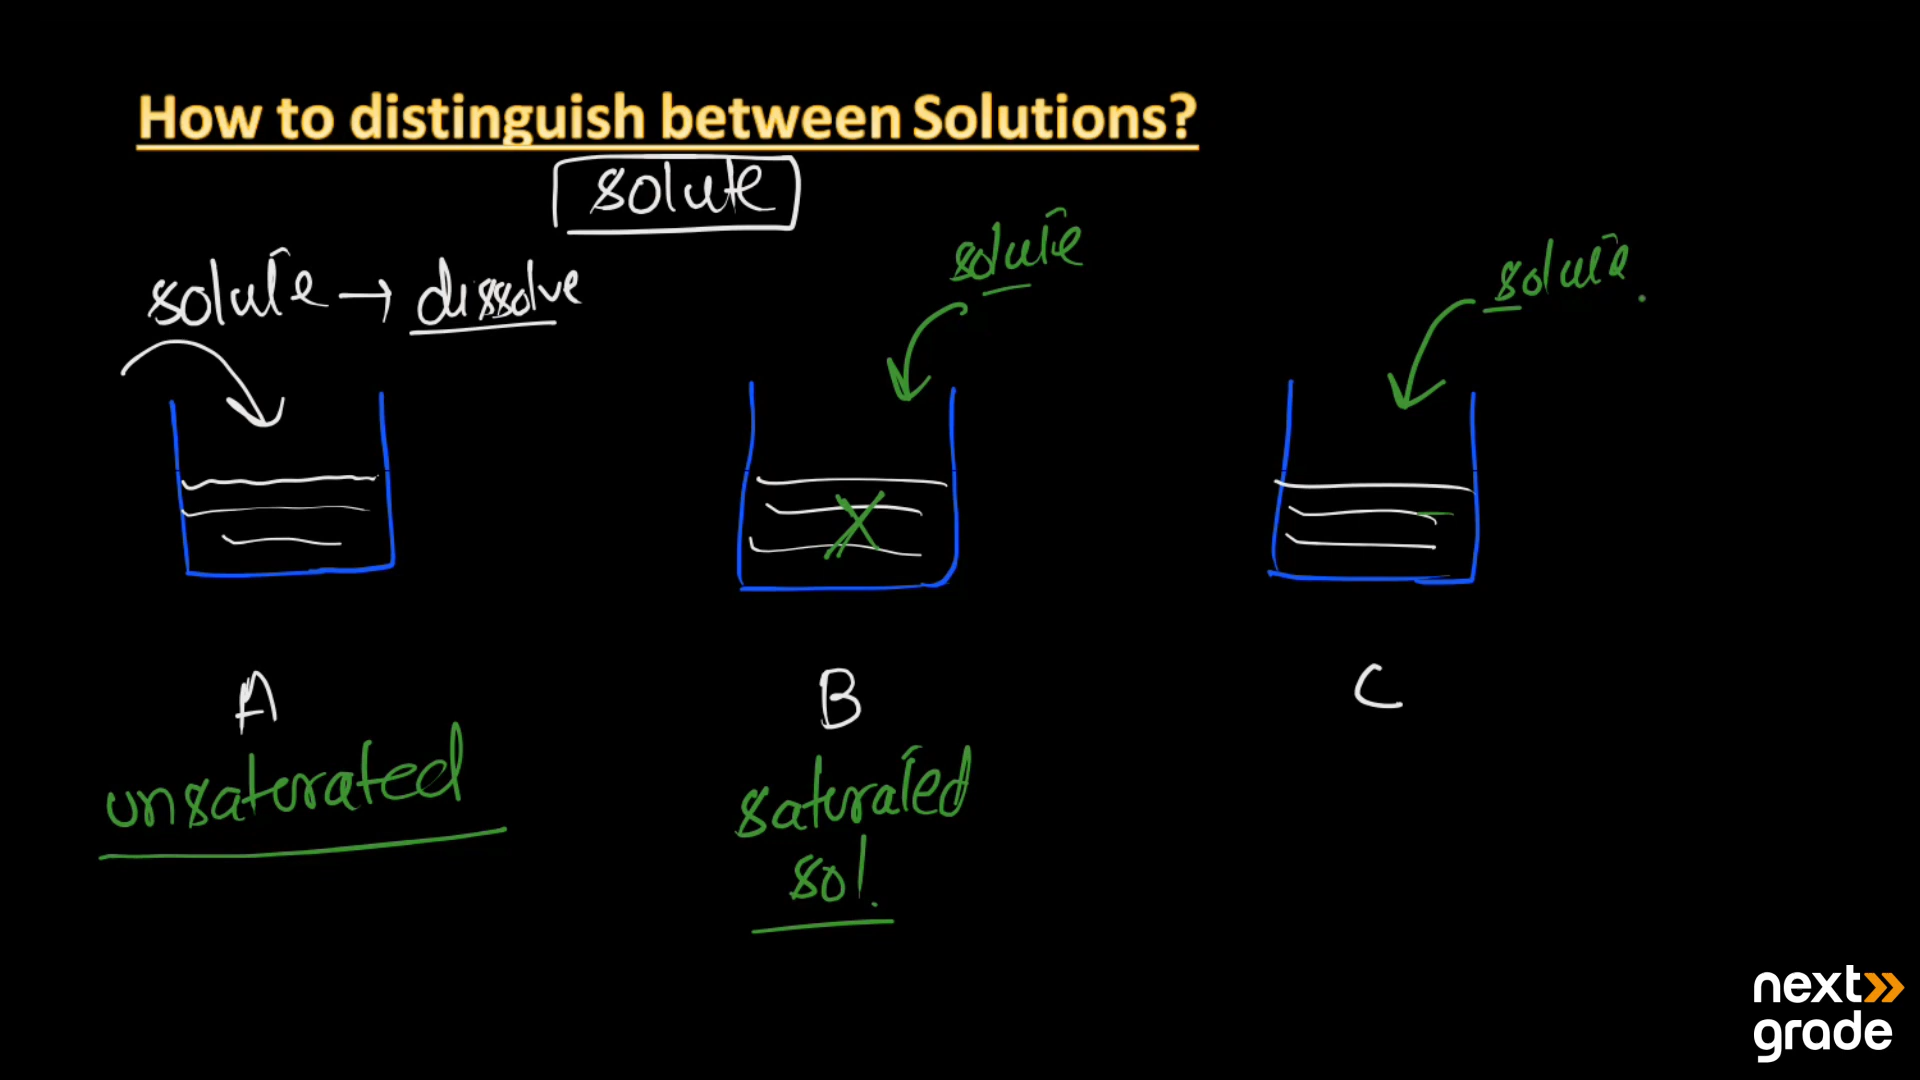 How to distinguish between Solutions?
solute
solute → dissolve
solute
solute.
A
B
C
unsaturated
saturated
sol.
next
grade